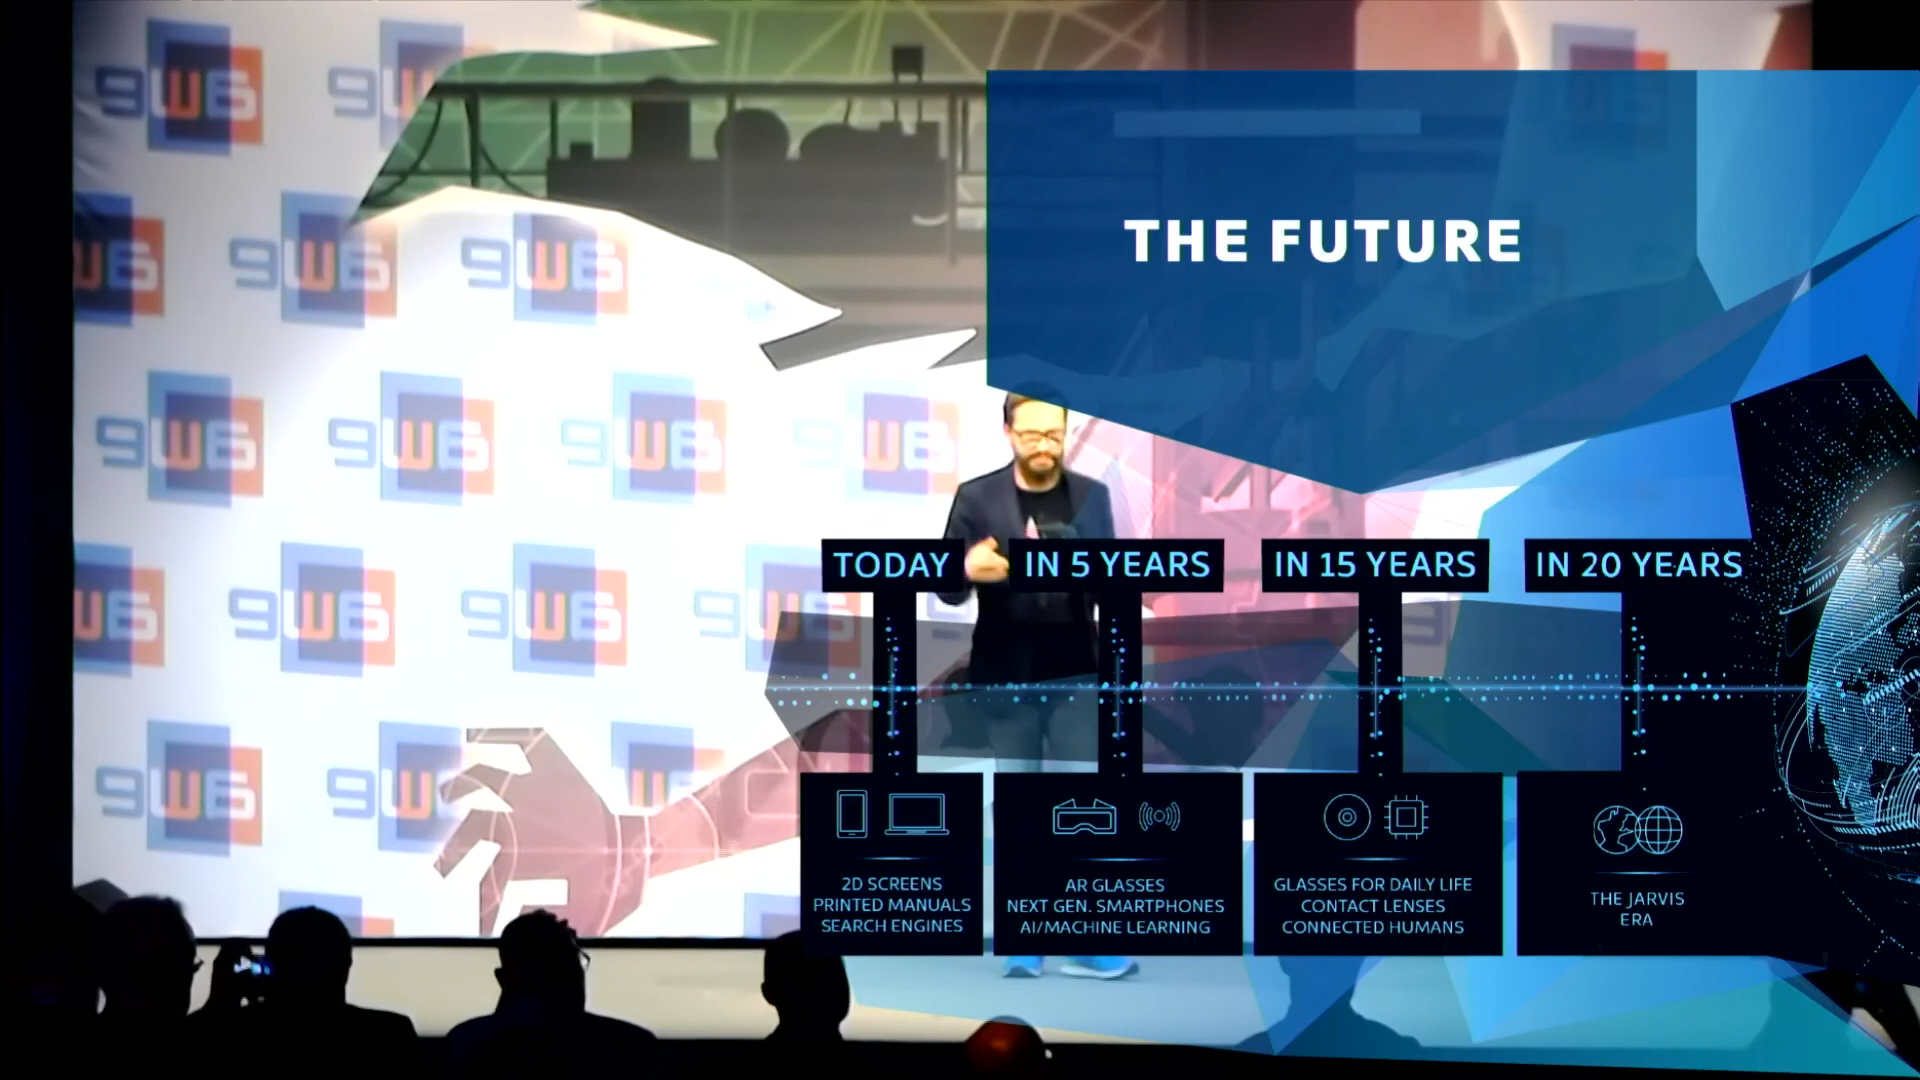 THE FUTURE
TODAY
IN 5 YEARS
IN 15 YEARS
IN 20 YEARS
2D SCREENS
PRINTED MANUALS
SEARCH ENGINES
AR GLASSES
NEXT GEN. SMARTPHONES
AI/MACHINE LEARNING
GLASSES FOR DAILY LIFE
CONTACT LENSES
CONNECTED HUMANS
THE JARVIS
ERA